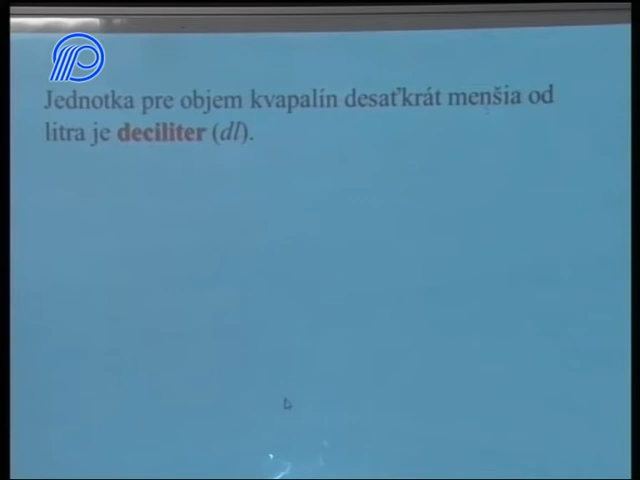 Jednotka pre objem kvapalín desaťkrát menšia od
litra je deciliter (dl).